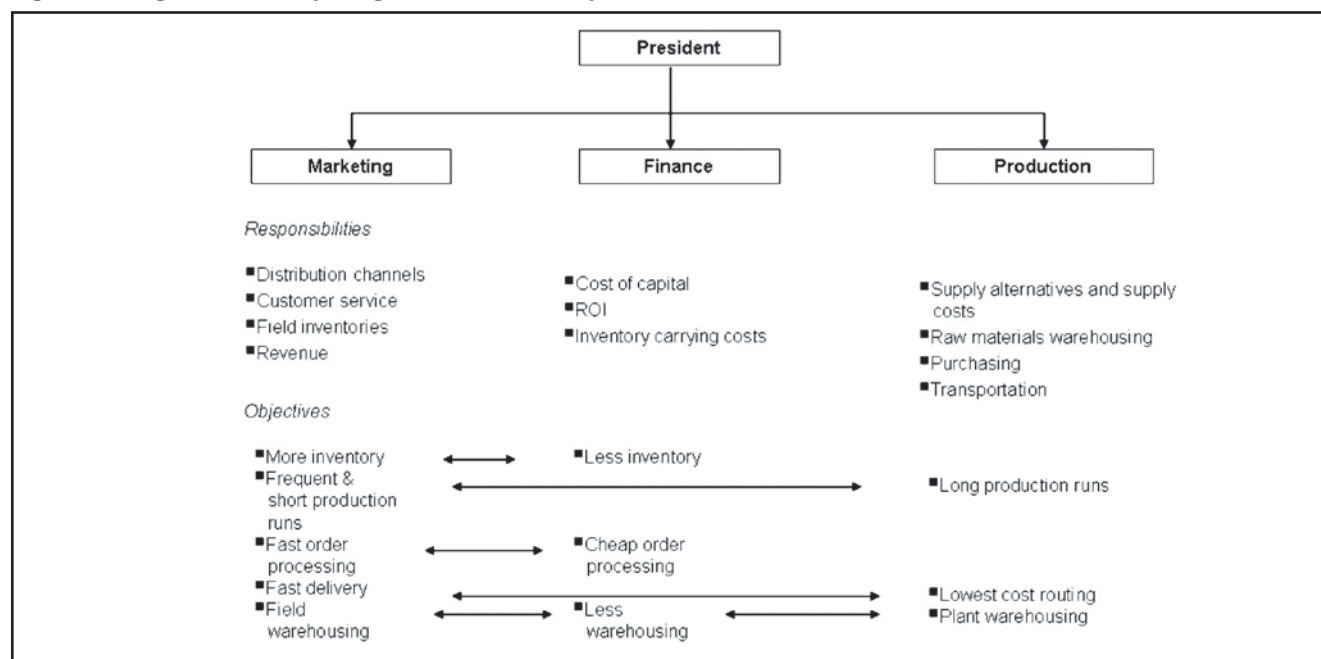 President
Marketing
Finance
Production
Responsibilities
■Distribution channels
■Customer service
■Field inventories
■Revenue
■Cost of capital
■ROI
■Inventory carrying costs
■Supply alternatives and supply
costs
■Raw materials warehousing
■Purchasing
■Transportation
Objectives
■More inventory
■Less inventory
■Frequent &
short production
runs
■Long production runs
■Fast order
processing
■Cheap order
processing
■Fast delivery
■Lowest cost routing
■Field
warehousing
■Less
warehousing
■Plant warehousing